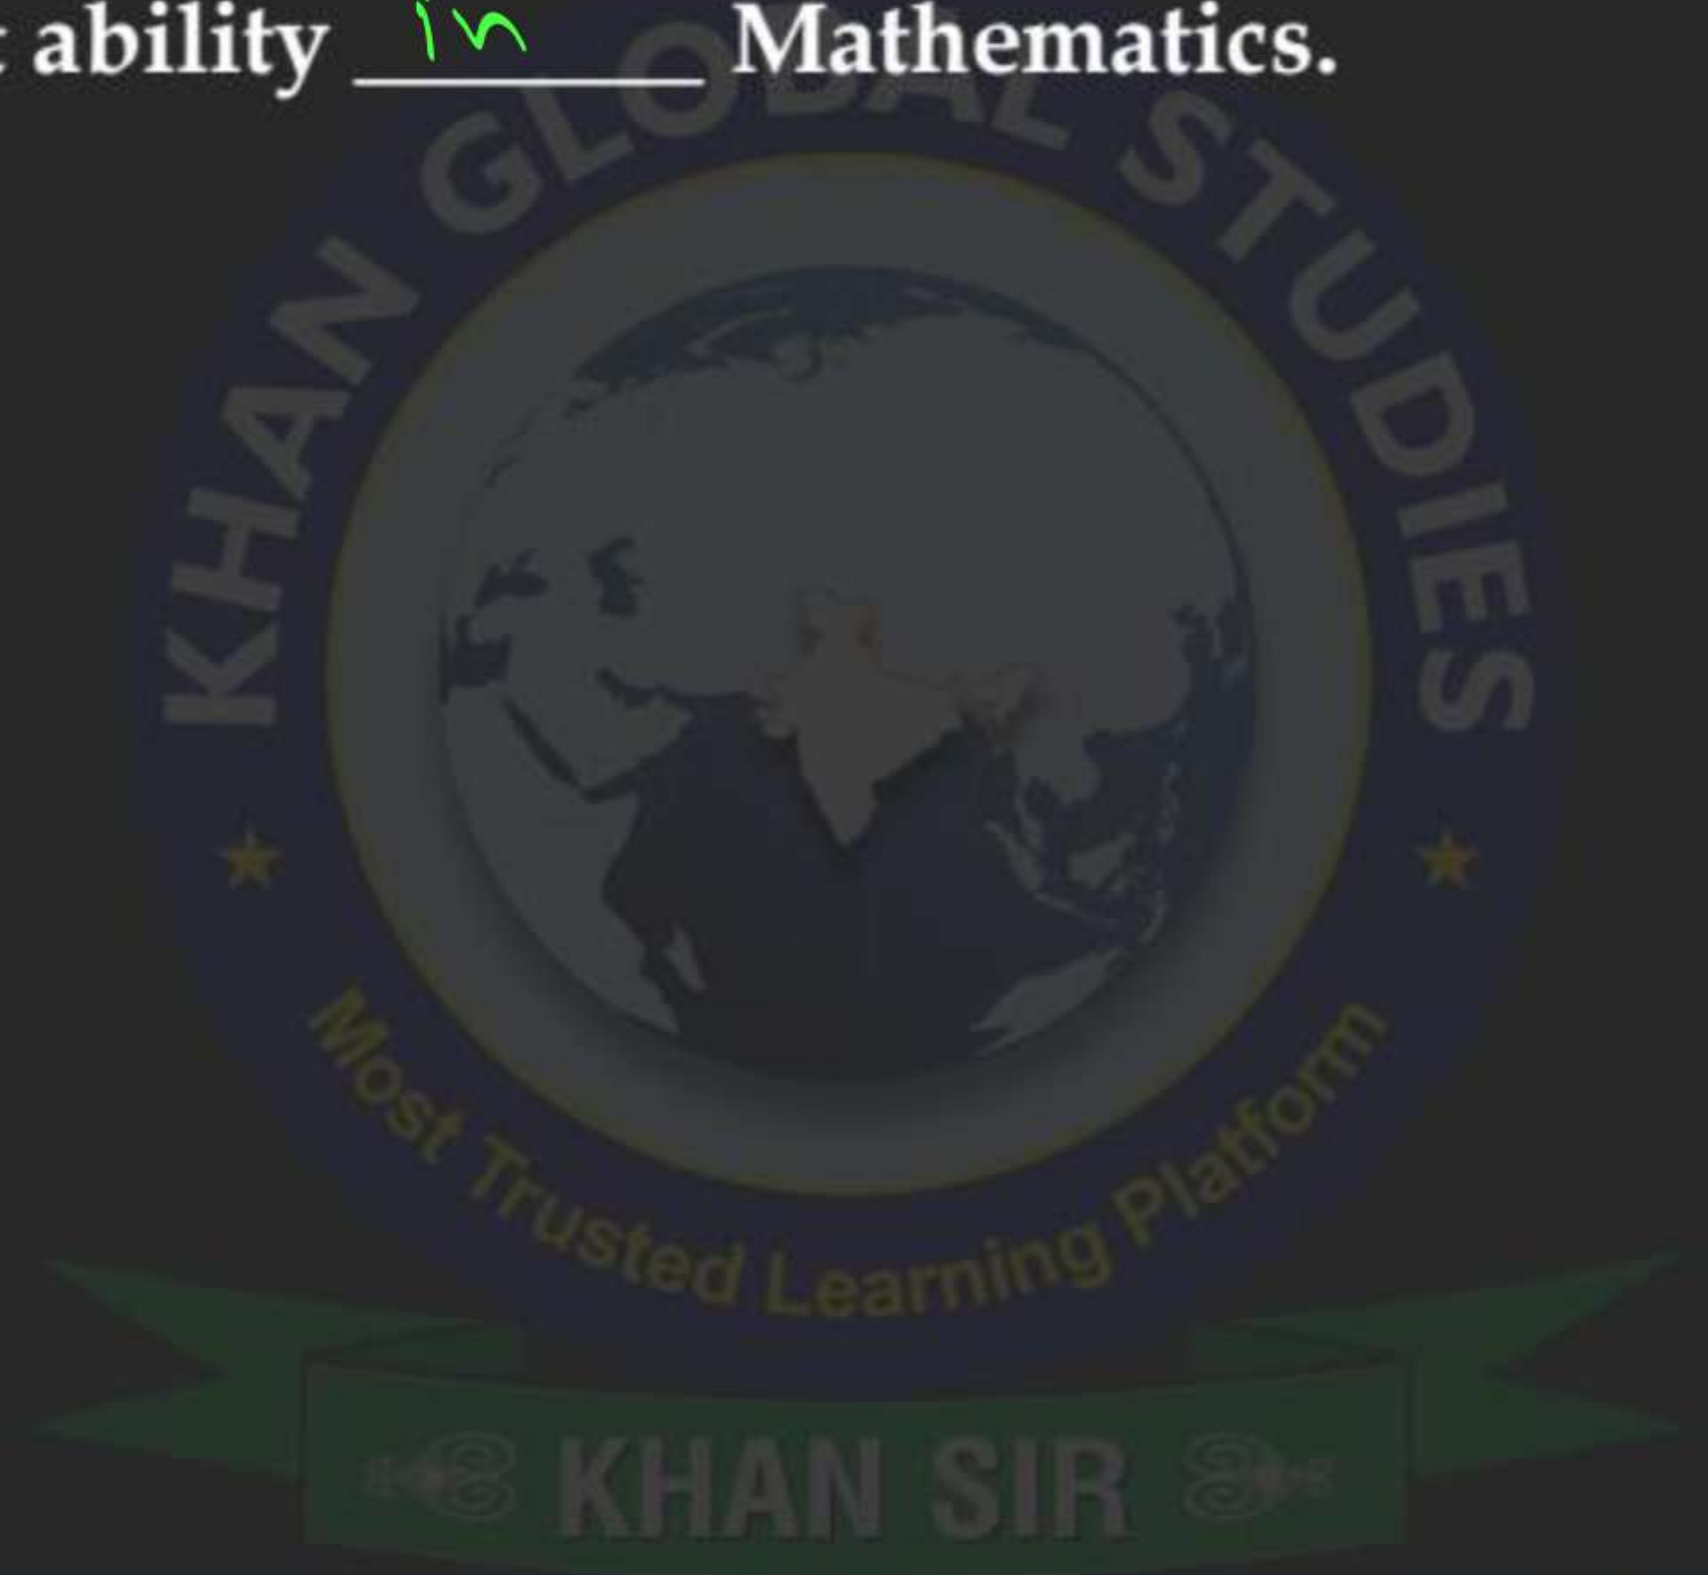 ability in Mathematics.
KHAN GLOBAL STUDIES
Most Trusted Learning Platform
KHAN SIR